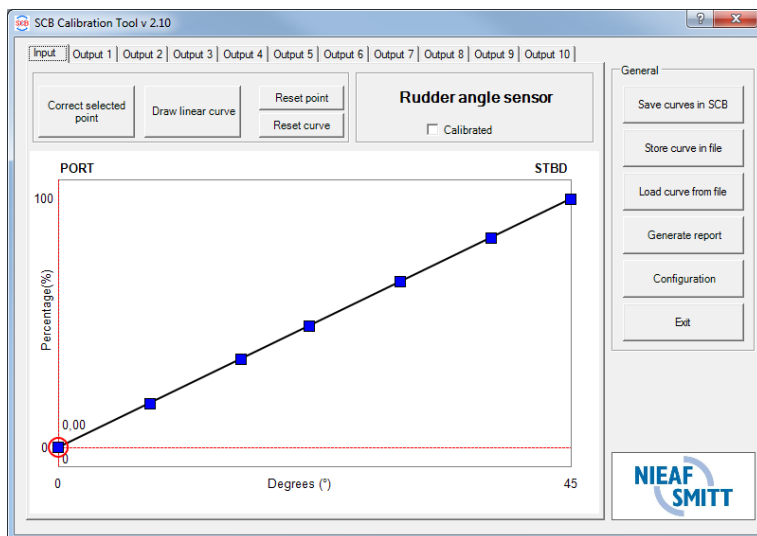 SCB SCB Calibration Tool v 2.10
? X
Input Output 1 Output 2 Output 3 Output 4 Output 5 Output 6 Output 7 Output 8 Output 9 Output 10
Correct selected
point
Draw linear curve
Reset point
Reset curve
Rudder angle sensor
Calibrated
General
Save curves in SCB
Store curve in file
Load curve from file
Generate report
Configuration
Exit
PORT
STBD
100
Percentage(%)
0,00
0
0
0
Degrees (°)
45
NIEAF
SMITT